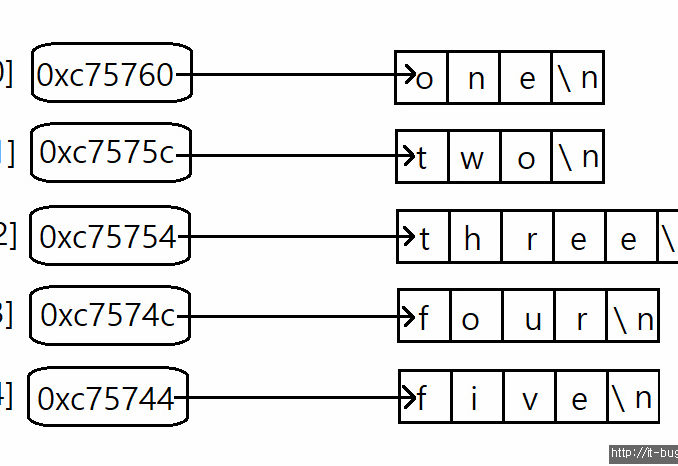 0] 0xc75760 o n e \n
1] 0xc7575c t w o \n
2] 0xc75754 t h r e e \
3] 0xc7574c f o u r \n
4] 0xc75744 f i v e \n
http://it-bug